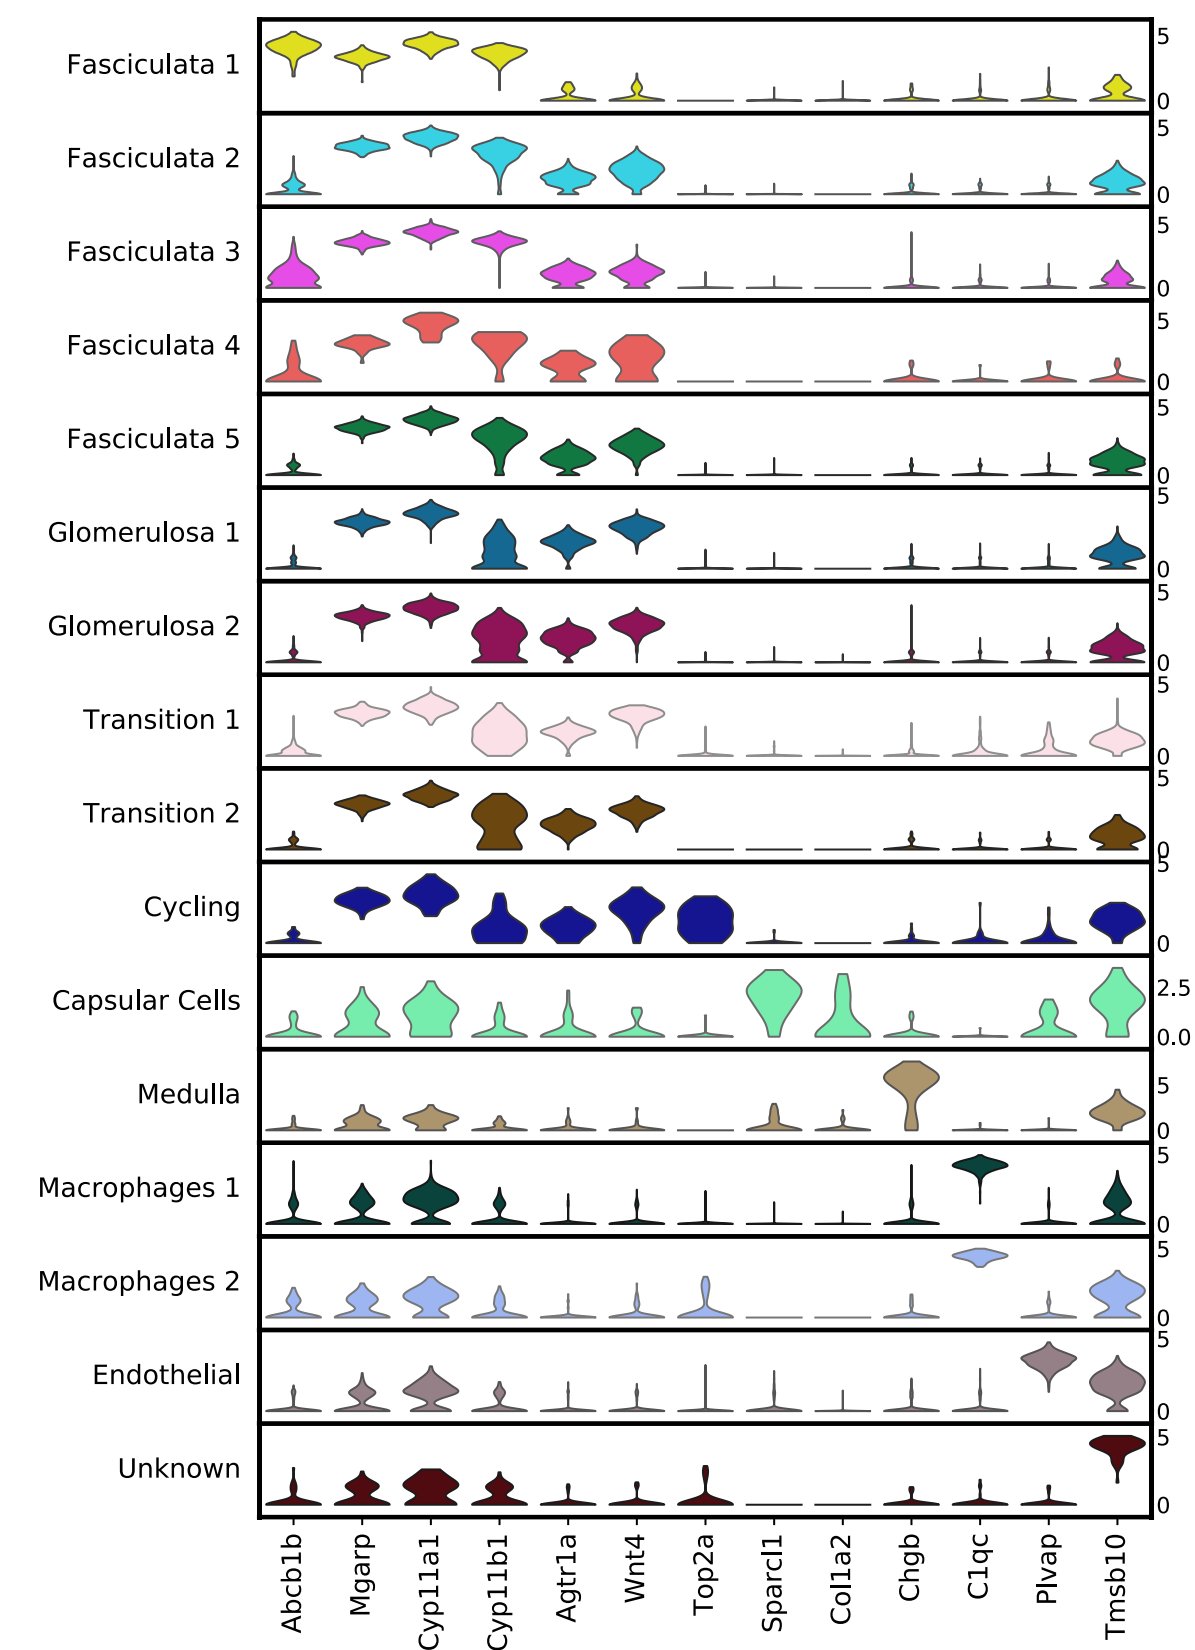 Fasciculata 1 5 0
Fasciculata 2 5 0
Fasciculata 3 5 0
Fasciculata 4 5 0
Fasciculata 5 5 0
Glomerulosa 1 5 0
Glomerulosa 2 5 0
Transition 1 5 0
Transition 2 5 0
Cycling 5 0
Capsular Cells 2.5 0.0
Medulla 5 0
Macrophages 1 5 0
Macrophages 2 5 0
Endothelial 5 0
Unknown 5 0
Abcb1b
Mgarp
Cyp11a1
Cyp11b1
Agtr1a
Wnt4
Top2a
Sparcl1
Col1a2
Chgb
C1qc
Plvap
Tmsb10